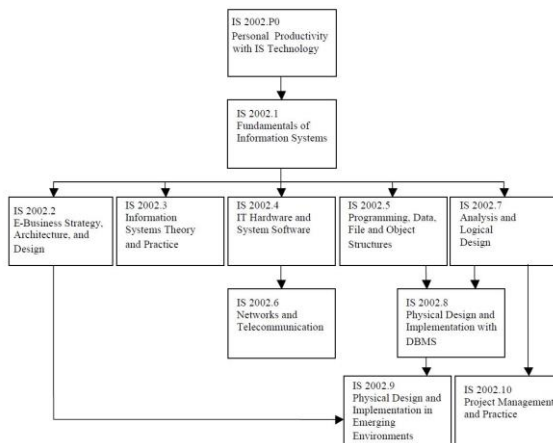 IS 2002.P0
Personal Productivity
with IS Technology
IS 2002.1
Fundamentals of
Information Systems
IS 2002.2
E-Business Strategy,
Architecture, and
Design
IS 2002.3
Information
Systems Theory
and Practice
IS 2002.4
IT Hardware and
System Software
IS 2002.5
Programming, Data,
File and Object
Structures
IS 2002.7
Analysis and
Logical
Design
IS 2002.6
Networks and
Telecommunication
IS 2002.8
Physical Design and
Implementation with
DBMS
IS 2002.9
Physical Design and
Implementation in
Emerging
Environments
IS 2002.10
Project Management
and Practice